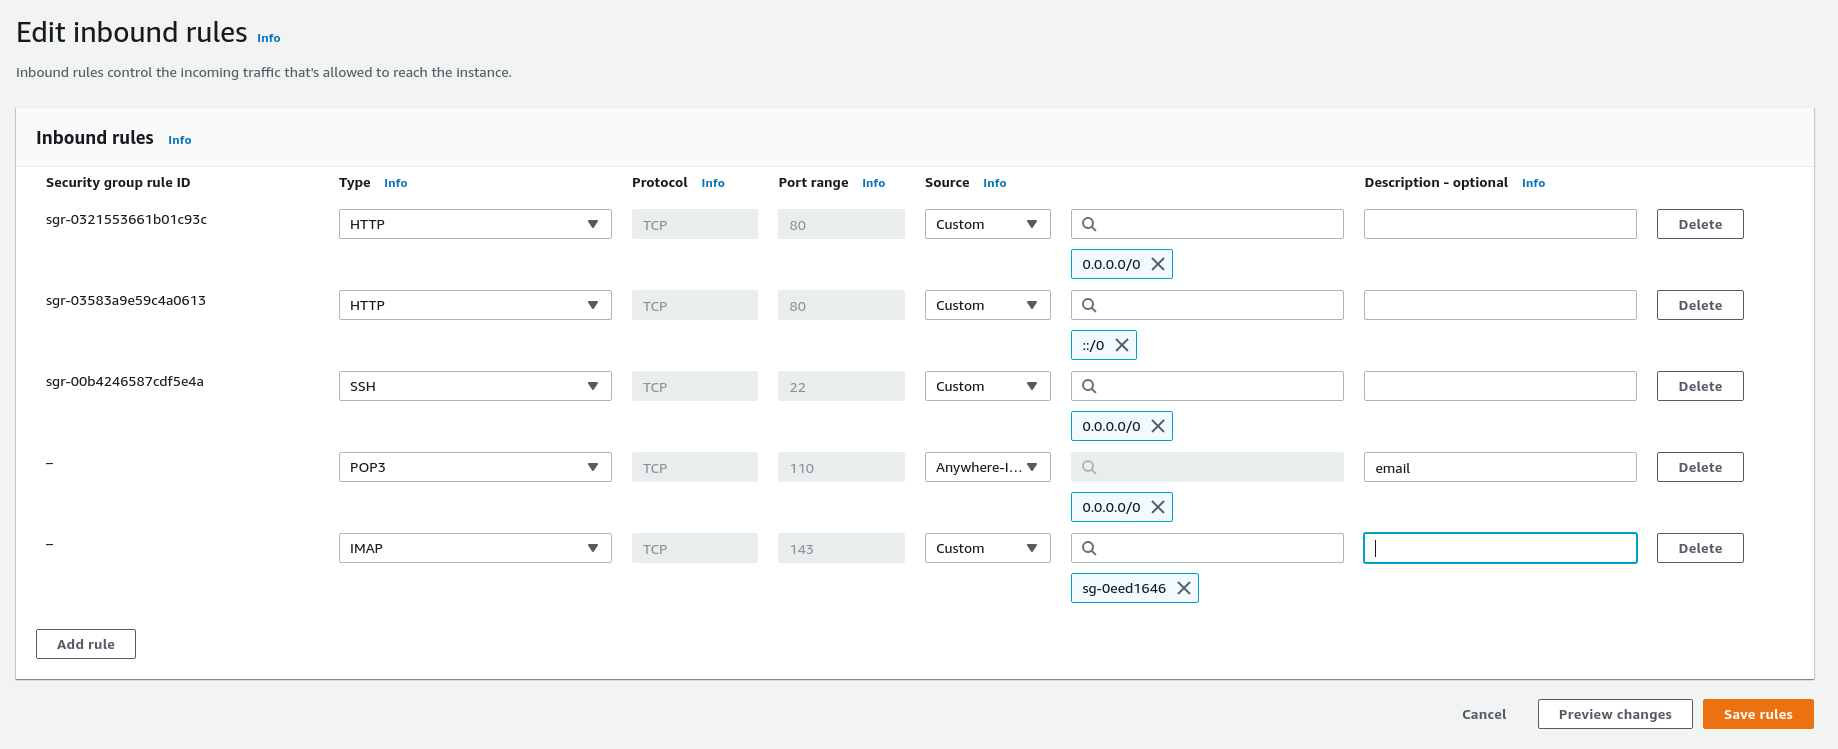 Edit inbound rules Info
Inbound rules control the incoming traffic that's allowed to reach the instance.
Inbound rules Info
Security group rule ID Type Info Protocol Info Port range Info Source Info Description - optional Info
sgr-0321553661b01c93c HTTP TCP 80 Custom Delete
0.0.0.0/0
sgr-03583a9e59c4a0613 HTTP TCP 80 Custom Delete
::/0
sgr-00b4246587cdf5e4a SSH TCP 22 Custom Delete
0.0.0.0/0
– POP3 TCP 110 Anywhere-I... email Delete
0.0.0.0/0
– IMAP TCP 143 Custom Delete
sg-0eed1646
Add rule
Cancel Preview changes Save rules